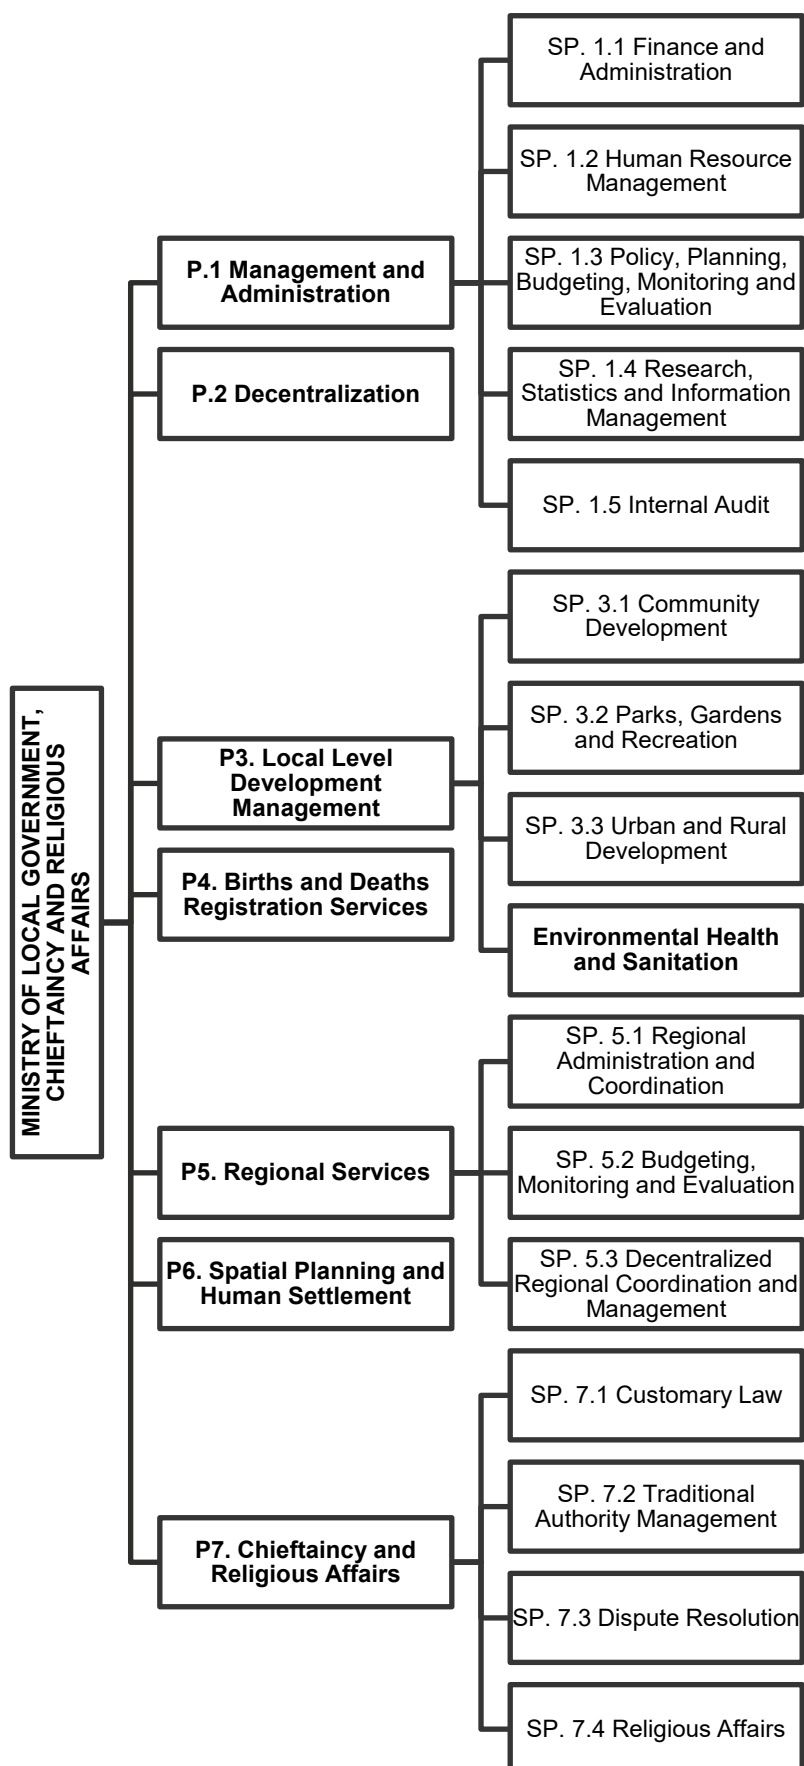 MINISTRY OF LOCAL GOVERNMENT,
CHIEFTAINCY AND RELIGIOUS
AFFAIRS
P.1 Management and
Administration
SP. 1.1 Finance and
Administration
SP. 1.2 Human Resource
Management
SP. 1.3 Policy, Planning,
Budgeting, Monitoring and
Evaluation
SP. 1.4 Research,
Statistics and Information
Management
SP. 1.5 Internal Audit
P.2 Decentralization
P3. Local Level
Development
Management
SP. 3.1 Community
Development
SP. 3.2 Parks, Gardens
and Recreation
SP. 3.3 Urban and Rural
Development
Environmental Health
and Sanitation
P4. Births and Deaths
Registration Services
P5. Regional Services
SP. 5.1 Regional
Administration and
Coordination
SP. 5.2 Budgeting,
Monitoring and Evaluation
SP. 5.3 Decentralized
Regional Coordination and
Management
P6. Spatial Planning and
Human Settlement
P7. Chieftaincy and
Religious Affairs
SP. 7.1 Customary Law
SP. 7.2 Traditional
Authority Management
SP. 7.3 Dispute Resolution
SP. 7.4 Religious Affairs